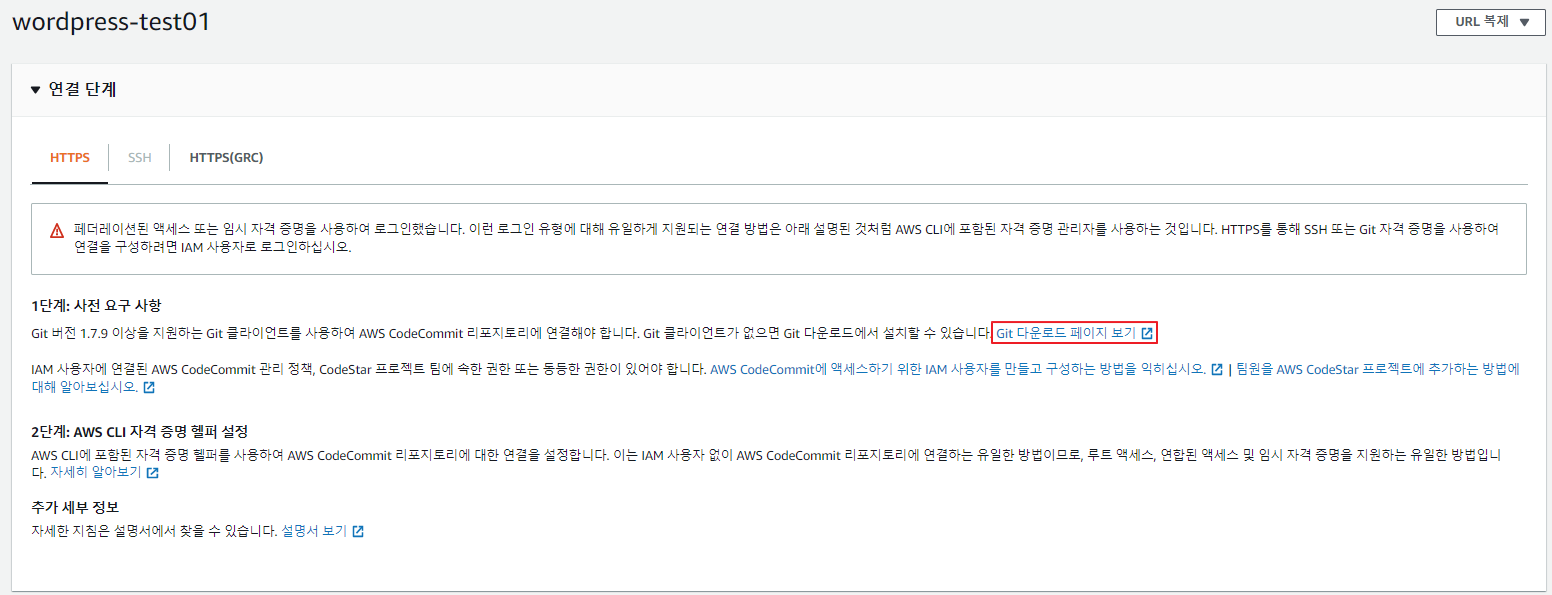 wordpress-test01
URL 복제 ▼
▼ 연결 단계
HTTPS
SSH
HTTPS(GRC)
페더레이션된 액세스 또는 임시 자격 증명을 사용하여 로그인했습니다. 이런 로그인 유형에 대해 유일하게 지원되는 연결 방법은 아래 설명된 것처럼 AWS CLI에 포함된 자격 증명 관리자를 사용하는 것입니다. HTTPS를 통해 SSH 또는 Git 자격 증명을 사용하여
연결을 구성하려면 IAM 사용자로 로그인하십시오.
1단계: 사전 요구 사항
Git 버전 1.7.9 이상을 지원하는 Git 클라이언트를 사용하여 AWS CodeCommit 리포지토리에 연결해야 합니다. Git 클라이언트가 없으면 Git 다운로드에서 설치할 수 있습니다. Git 다운로드 페이지 보기
IAM 사용자에 연결된 AWS CodeCommit 관리 정책, CodeStar 프로젝트 팀에 속한 권한 또는 동등한 권한이 있어야 합니다. AWS CodeCommit에 액세스하기 위한 IAM 사용자를 만들고 구성하는 방법을 익히십시오. | 팀원을 AWS CodeStar 프로젝트에 추가하는 방법에
대해 알아보십시오.
2단계: AWS CLI 자격 증명 헬퍼 설정
AWS CLI에 포함된 자격 증명 헬퍼를 사용하여 AWS CodeCommit 리포지토리에 대한 연결을 설정합니다. 이는 IAM 사용자 없이 AWS CodeCommit 리포지토리에 연결하는 유일한 방법이므로, 루트 액세스, 연합된 액세스 및 임시 자격 증명을 지원하는 유일한 방법입니
다. 자세히 알아보기
추가 세부 정보
자세한 지침은 설명서에서 찾을 수 있습니다. 설명서 보기